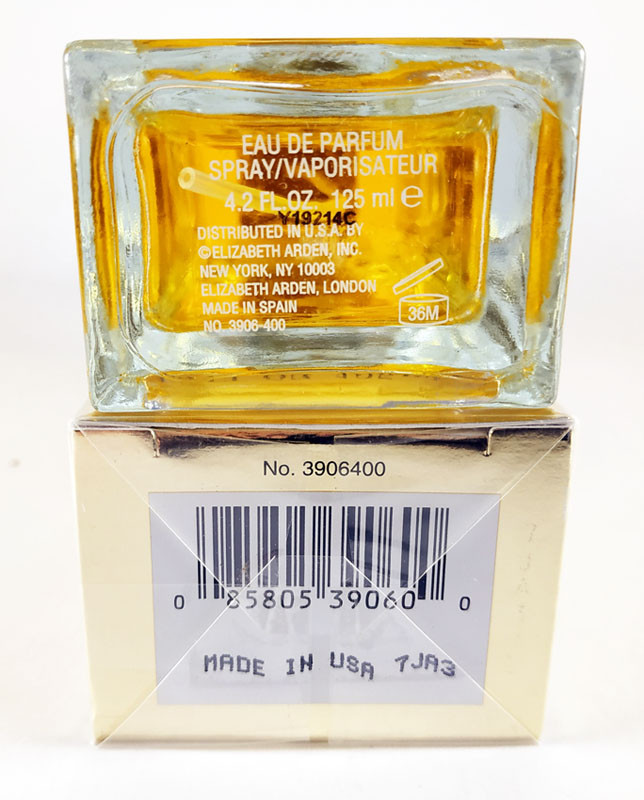 EAU DE PARFUM
SPRAY/VAPORISATEUR
4.2 FL.OZ. 125 ml ℮
Y19214C
DISTRIBUTED IN U.S.A. BY
©ELIZABETH ARDEN, INC.
NEW YORK, NY 10003
ELIZABETH ARDEN, LONDON
MADE IN SPAIN
NO. 3906-400
36M
No. 3906400
0 85805 39060 0
MADE IN USA 7JA3